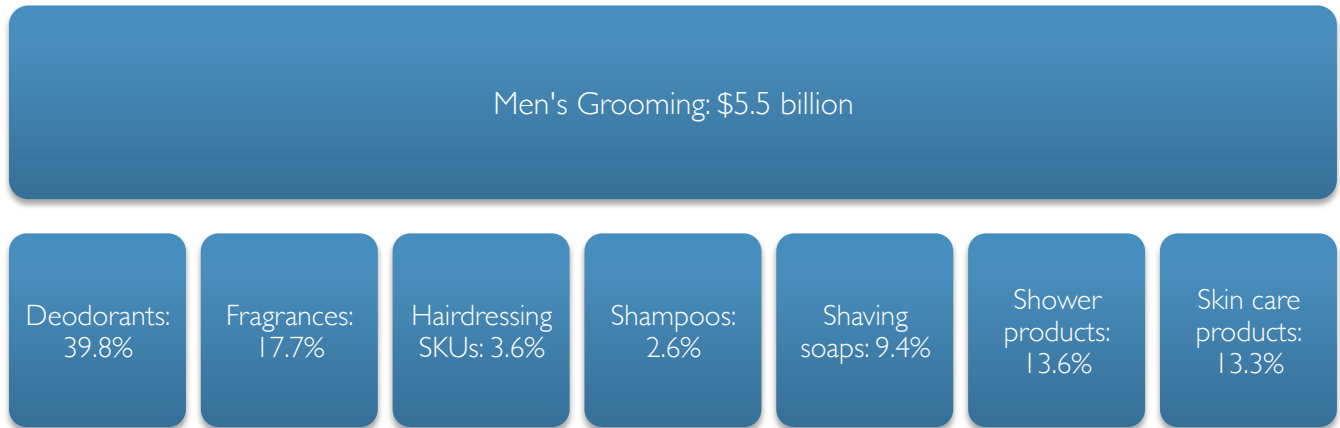 Men's Grooming: $5.5 billion
Deodorants:
39.8%
Fragrances:
17.7%
Hairdressing
SKUs: 3.6%
Shampoos:
2.6%
Shaving
soaps: 9.4%
Shower
products:
13.6%
Skin care
products:
13.3%